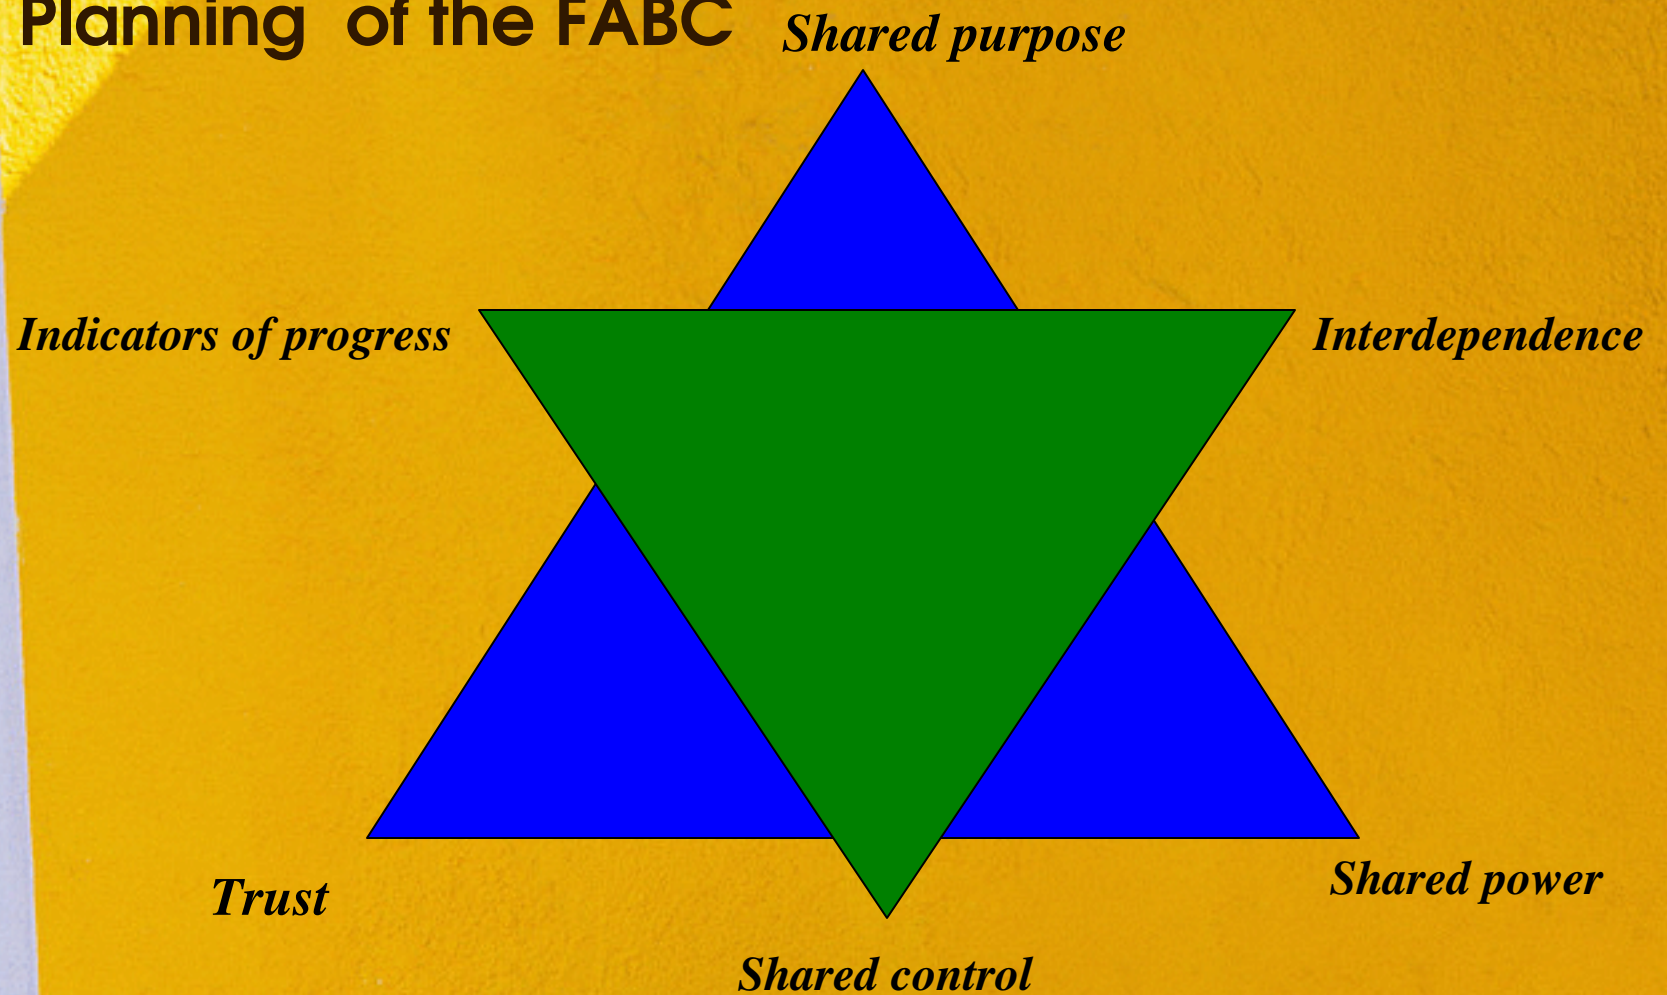 Planning of the FABC
Shared purpose
Indicators of progress
Interdependence
Trust
Shared power
Shared control